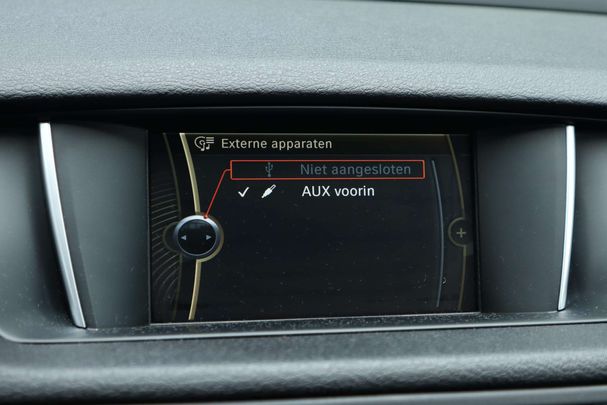 Externe apparaten
Niet aangesloten
AUX voorin